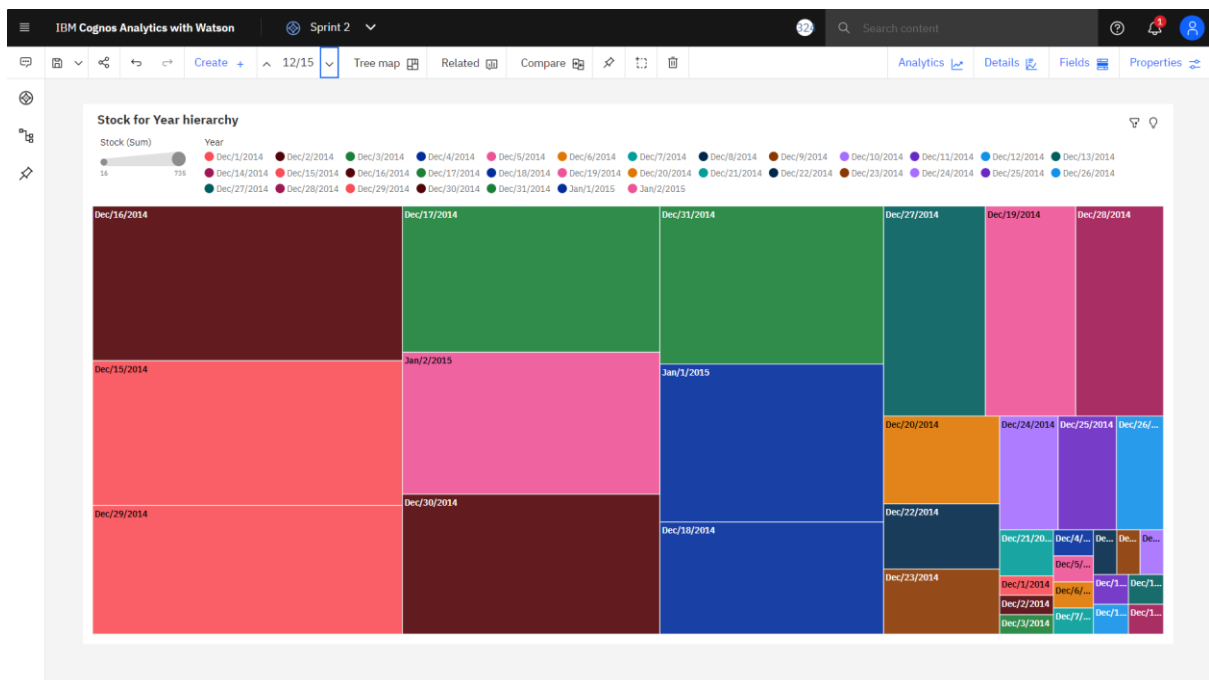 IBM Cognos Analytics with Watson
Sprint 2
Search content
1
Create +
12/15
Tree map
Related
Compare
Analytics
Details
Fields
Properties
Stock for Year hierarchy
Stock (Sum)
16
735
Year
Dec/1/2014 Dec/2/2014 Dec/3/2014 Dec/4/2014 Dec/5/2014 Dec/6/2014 Dec/7/2014 Dec/8/2014 Dec/9/2014 Dec/10/2014 Dec/11/2014 Dec/12/2014 Dec/13/2014
Dec/14/2014 Dec/15/2014 Dec/16/2014 Dec/17/2014 Dec/18/2014 Dec/19/2014 Dec/20/2014 Dec/21/2014 Dec/22/2014 Dec/23/2014 Dec/24/2014 Dec/25/2014 Dec/26/2014
Dec/27/2014 Dec/28/2014 Dec/29/2014 Dec/30/2014 Dec/31/2014 Jan/1/2015 Jan/2/2015
Dec/16/2014
Dec/17/2014
Dec/31/2014
Dec/27/2014
Dec/19/2014
Dec/28/2014
Jan/2/2015
Dec/15/2014
Jan/1/2015
Dec/20/2014
Dec/24/2014
Dec/25/2014
Dec/26/...
Dec/30/2014
Dec/29/2014
Dec/22/2014
Dec/18/2014
Dec/21/20...
Dec/4/...
De...
De...
De...
Dec/5/...
Dec/23/2014
Dec/1/2014
Dec/6/...
Dec/1...
Dec/1...
Dec/2/2014
Dec/7/...
Dec/1...
Dec/1...
Dec/3/2014